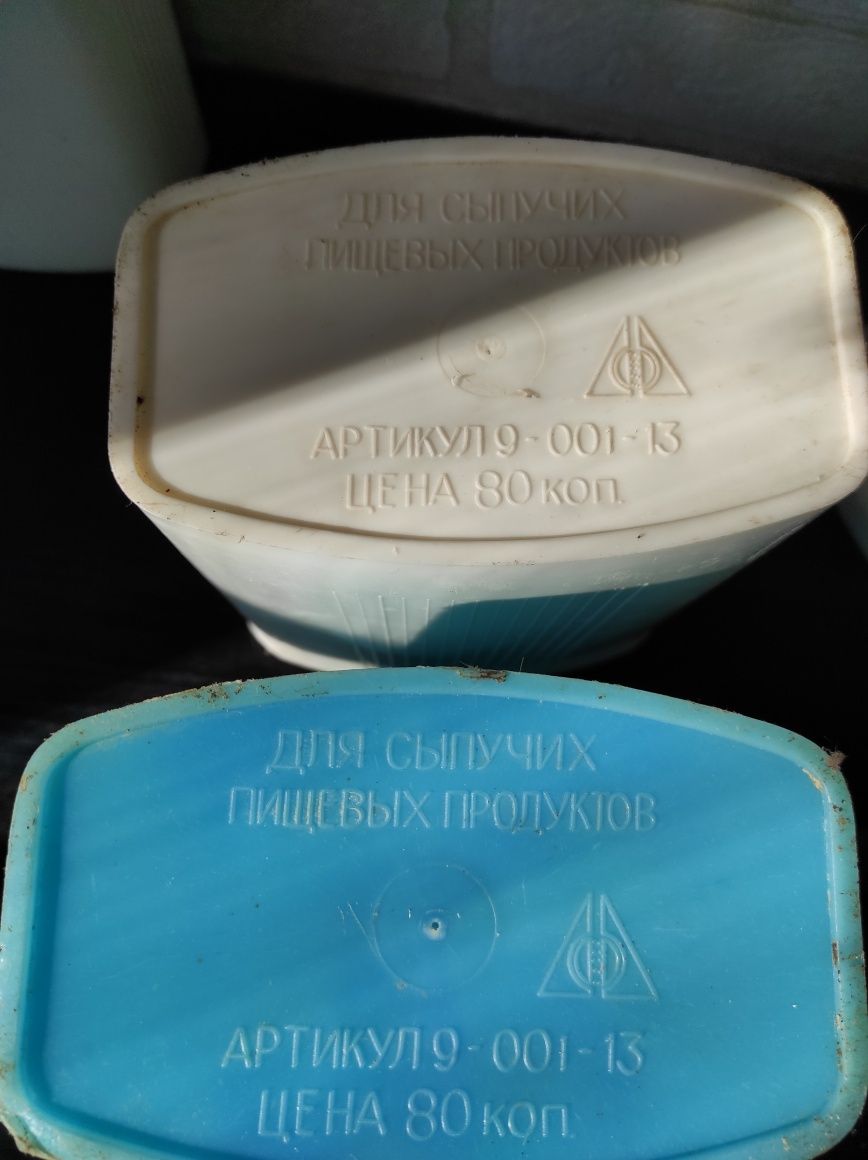 ДЛЯ СЫПУЧИХ
ПИЩЕВЫХ ПРОДУКТОВ
АРТИКУЛ 9-001-13
ЦЕНА 80 коп.
ДЛЯ СЫПУЧИХ
ПИЩЕВЫХ ПРОДУКТОВ
АРТИКУЛ 9-001-13
ЦЕНА 80 коп.